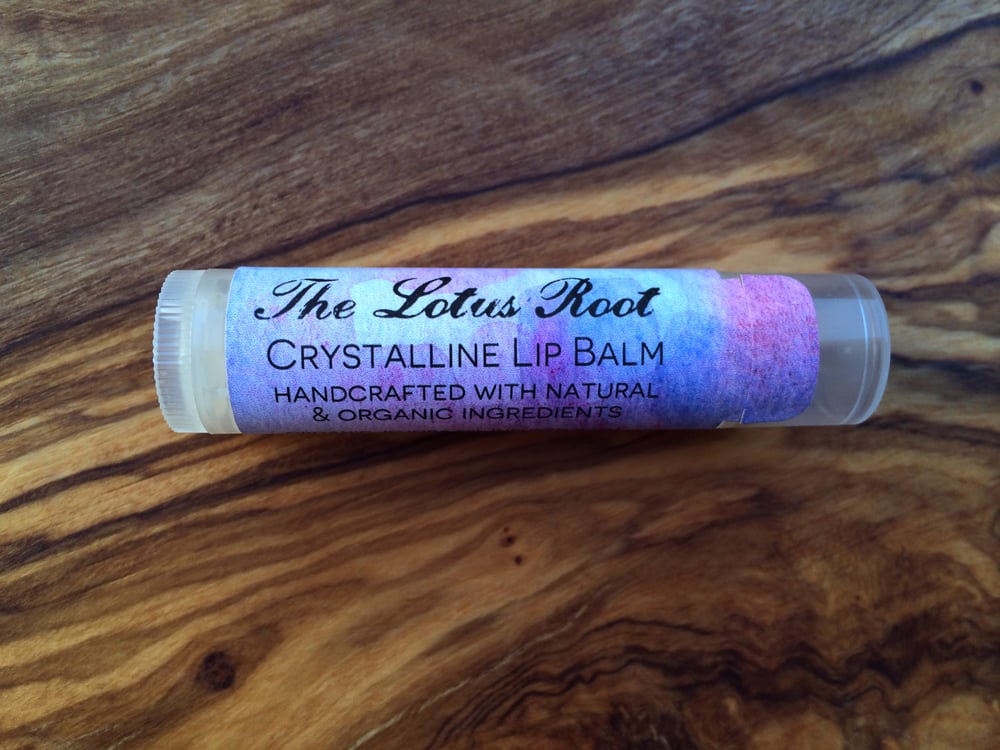 The Lotus Root
CRYSTALLINE LIP BALM
HANDCRAFTED WITH NATURAL
& ORGANIC INGREDIENTS